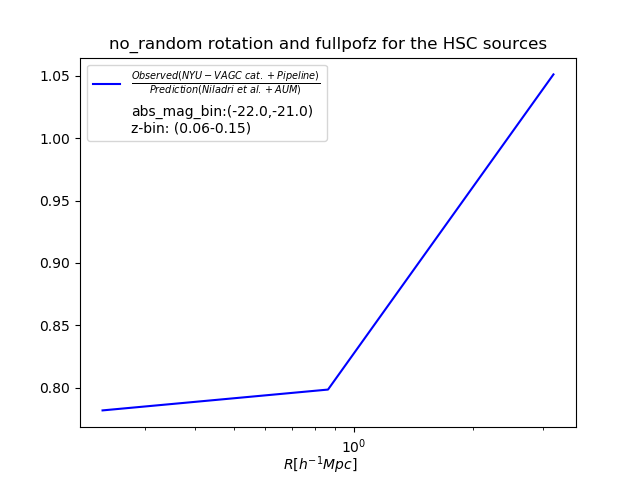 no_random rotation and fullpofz for the HSC sources
Observed(NYU−VAGC cat. + Pipeline)
Prediction(Niladri et al. + AUM)
abs_mag_bin:(-22.0,-21.0)
z-bin: (0.06-0.15)
1.05
1.00
0.95
0.90
0.85
0.80
10⁰
R[h⁻¹Mpc]